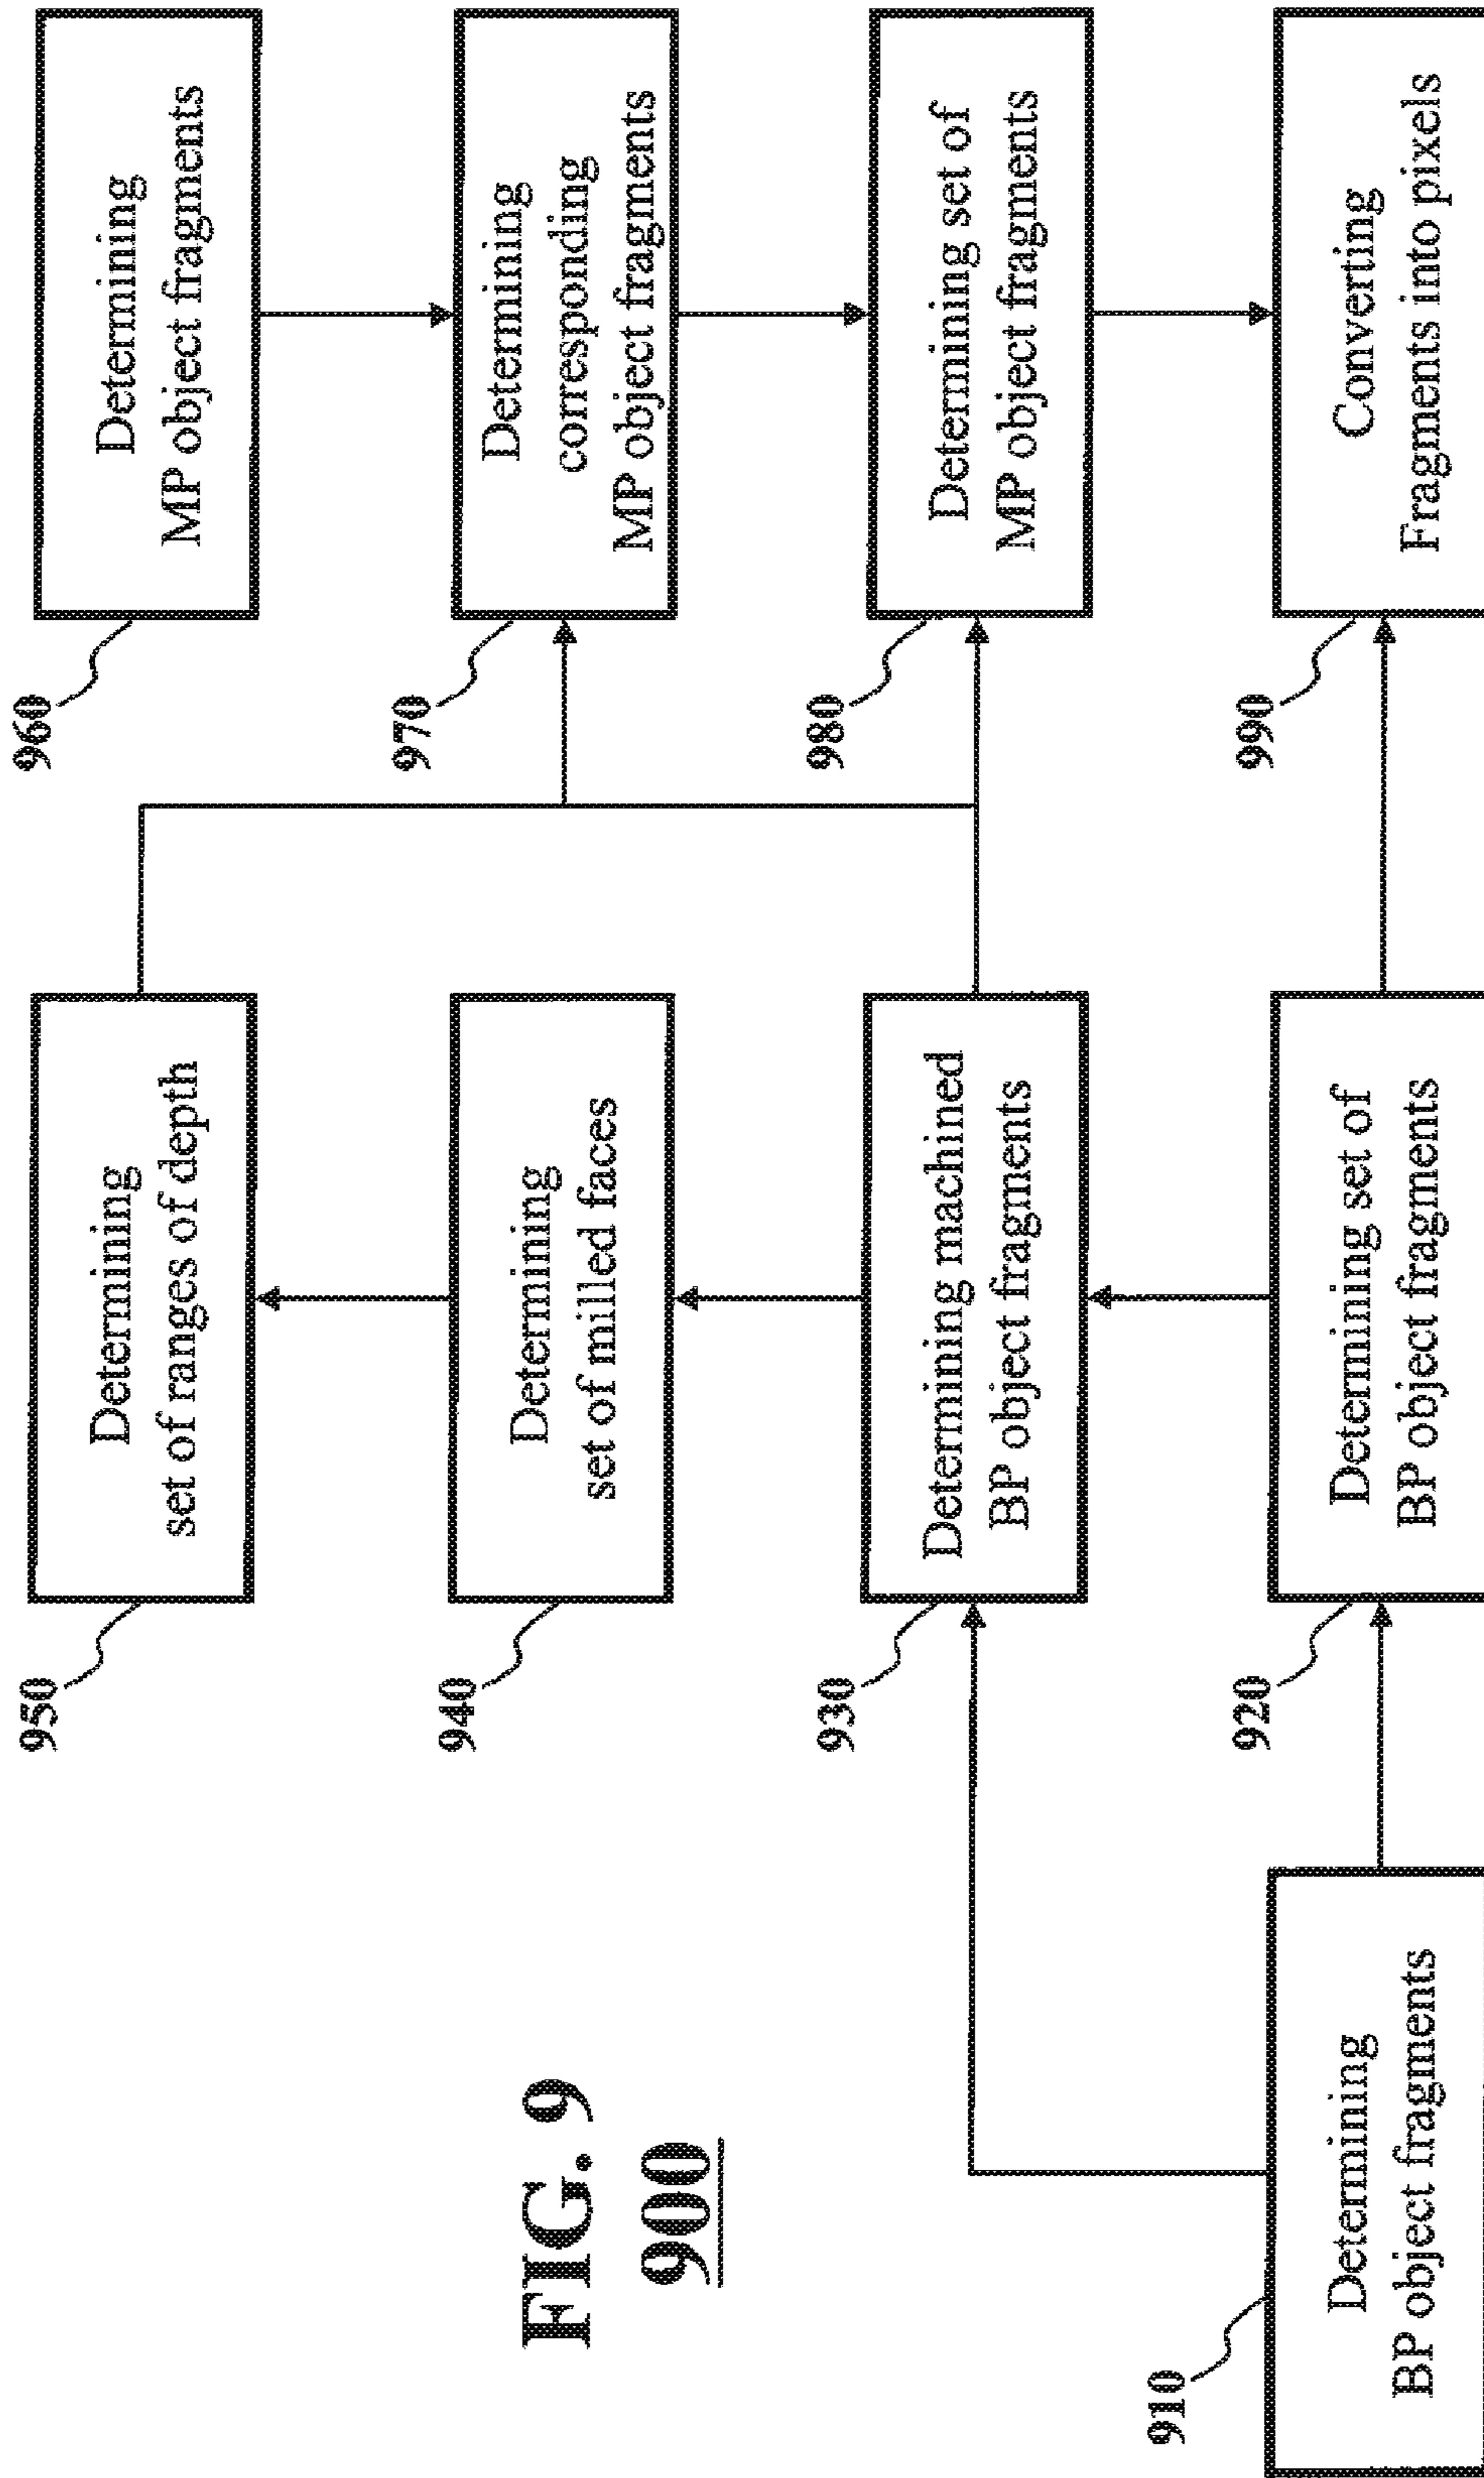 950
Determining
set of ranges of depth
960
Determining
MP object fragments
940
Determining
set of milled faces
970
Determining
corresponding
MP object fragments
FIG. 9
900
930
Determining machined
BP object fragments
980
Determining set of
MP object fragments
910
Determining
BP object fragments
920
Determining set of
BP object fragments
990
Converting
Fragments into pixels